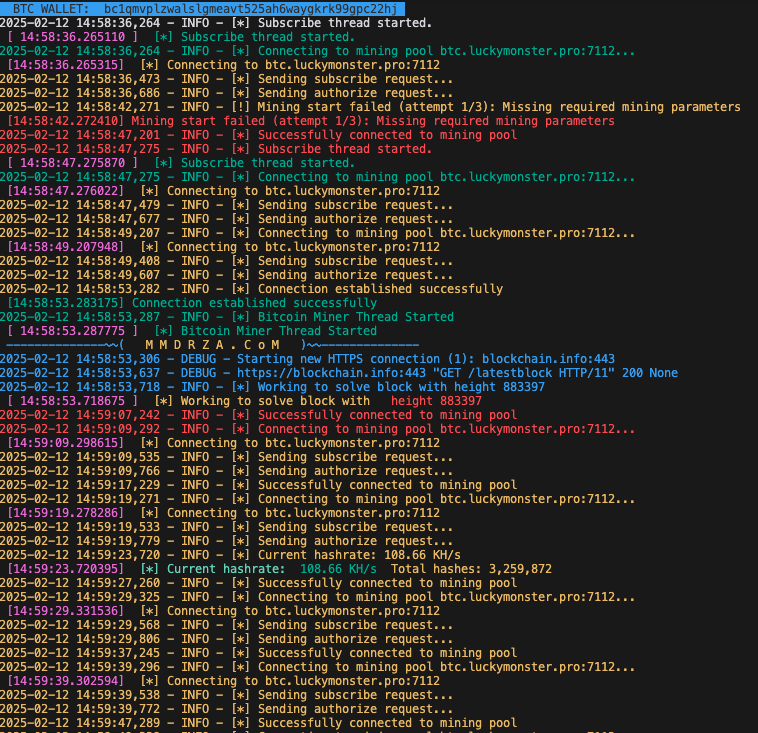 BTC WALLET:  bc1qmvplzwalslgmeavt525ah6waygkrk99gpc22hj
2025-02-12 14:58:36,264 - INFO - [*] Subscribe thread started.
[ 14:58:36.265110 ]  [*] Subscribe thread started.
2025-02-12 14:58:36,264 - INFO - [*] Connecting to mining pool btc.luckymonster.pro:7112...
[14:58:36.265315]  [*] Connecting to btc.luckymonster.pro:7112
2025-02-12 14:58:36,473 - INFO - [*] Sending subscribe request...
2025-02-12 14:58:36,686 - INFO - [*] Sending authorize request...
2025-02-12 14:58:42,271 - INFO - [!] Mining start failed (attempt 1/3): Missing required mining parameters
[14:58:42.272410] Mining start failed (attempt 1/3): Missing required mining parameters
2025-02-12 14:58:47,201 - INFO - [*] Successfully connected to mining pool
2025-02-12 14:58:47,275 - INFO - [*] Subscribe thread started.
[ 14:58:47.275870 ]  [*] Subscribe thread started.
2025-02-12 14:58:47,275 - INFO - [*] Connecting to mining pool btc.luckymonster.pro:7112...
[14:58:47.276022]  [*] Connecting to btc.luckymonster.pro:7112
2025-02-12 14:58:47,479 - INFO - [*] Sending subscribe request...
2025-02-12 14:58:47,677 - INFO - [*] Sending authorize request...
2025-02-12 14:58:49,207 - INFO - [*] Connecting to mining pool btc.luckymonster.pro:7112...
[14:58:49.207948]  [*] Connecting to btc.luckymonster.pro:7112
2025-02-12 14:58:49,408 - INFO - [*] Sending subscribe request...
2025-02-12 14:58:49,607 - INFO - [*] Sending authorize request...
2025-02-12 14:58:53,282 - INFO - [*] Connection established successfully
[14:58:53.283175] Connection established successfully
2025-02-12 14:58:53,287 - INFO - [*] Bitcoin Miner Thread Started
[ 14:58:53.287775 ]  [*] Bitcoin Miner Thread Started
──────────────~~(   M M D R Z A . C o M   )~~──────────────
2025-02-12 14:58:53,306 - DEBUG - Starting new HTTPS connection (1): blockchain.info:443
2025-02-12 14:58:53,637 - DEBUG - https://blockchain.info:443 "GET /latestblock HTTP/11" 200 None
2025-02-12 14:58:53,718 - INFO - [*] Working to solve block with height 883397
[ 14:58:53.718675 ]  [*] Working to solve block with   height 883397
2025-02-12 14:59:07,242 - INFO - [*] Successfully connected to mining pool
2025-02-12 14:59:09,292 - INFO - [*] Connecting to mining pool btc.luckymonster.pro:7112...
[14:59:09.298615]  [*] Connecting to btc.luckymonster.pro:7112
2025-02-12 14:59:09,535 - INFO - [*] Sending subscribe request...
2025-02-12 14:59:09,766 - INFO - [*] Sending authorize request...
2025-02-12 14:59:17,229 - INFO - [*] Successfully connected to mining pool
2025-02-12 14:59:19,271 - INFO - [*] Connecting to mining pool btc.luckymonster.pro:7112...
[14:59:19.278286]  [*] Connecting to btc.luckymonster.pro:7112
2025-02-12 14:59:19,533 - INFO - [*] Sending subscribe request...
2025-02-12 14:59:19,779 - INFO - [*] Sending authorize request...
2025-02-12 14:59:23,720 - INFO - [*] Current hashrate: 108.66 KH/s
[14:59:23.720395]  [*] Current hashrate:  108.66 KH/s  Total hashes: 3,259,872
2025-02-12 14:59:27,260 - INFO - [*] Successfully connected to mining pool
2025-02-12 14:59:29,325 - INFO - [*] Connecting to mining pool btc.luckymonster.pro:7112...
[14:59:29.331536]  [*] Connecting to btc.luckymonster.pro:7112
2025-02-12 14:59:29,568 - INFO - [*] Sending subscribe request...
2025-02-12 14:59:29,806 - INFO - [*] Sending authorize request...
2025-02-12 14:59:37,245 - INFO - [*] Successfully connected to mining pool
2025-02-12 14:59:39,296 - INFO - [*] Connecting to mining pool btc.luckymonster.pro:7112...
[14:59:39.302594]  [*] Connecting to btc.luckymonster.pro:7112
2025-02-12 14:59:39,538 - INFO - [*] Sending subscribe request...
2025-02-12 14:59:39,772 - INFO - [*] Sending authorize request...
2025-02-12 14:59:47,289 - INFO - [*] Successfully connected to mining pool